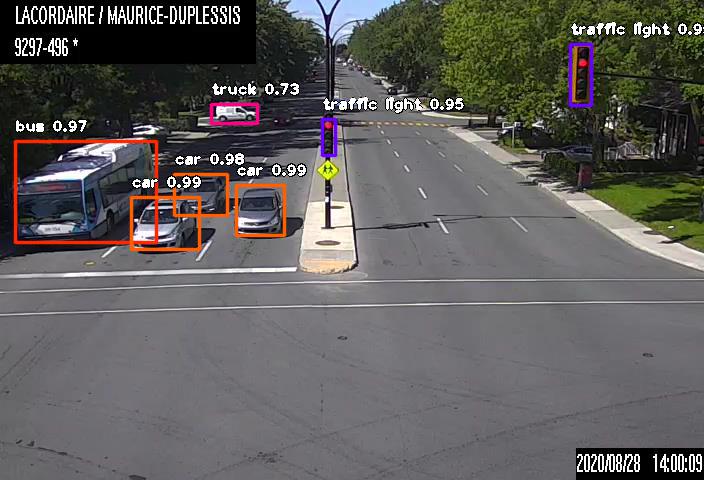 LACORDAIRE / MAURICE-DUPLESSIS
9297-496 *
traffic light 0.9
truck 0.73
traffic light 0.95
bus 0.97
car 0.98
car 0.99
car 0.99
2020/08/28 14:00:09